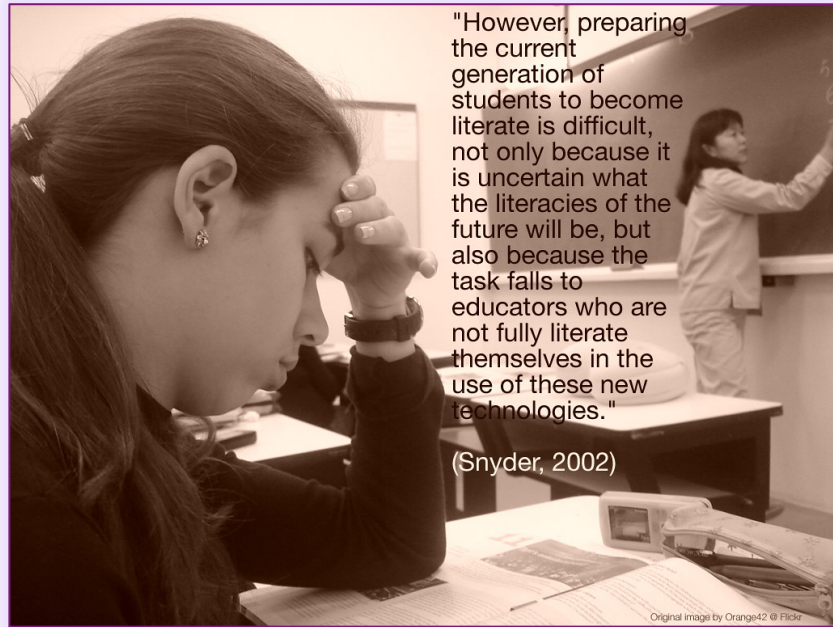 "However, preparing
the current
generation of
students to become
literate is difficult,
not only because it
is uncertain what
the literacies of the
future will be, but
also because the
task falls to
educators who are
not fully literate
themselves in the
use of these new
technologies."
(Snyder, 2002)
Original image by Orange42 @ Flickr